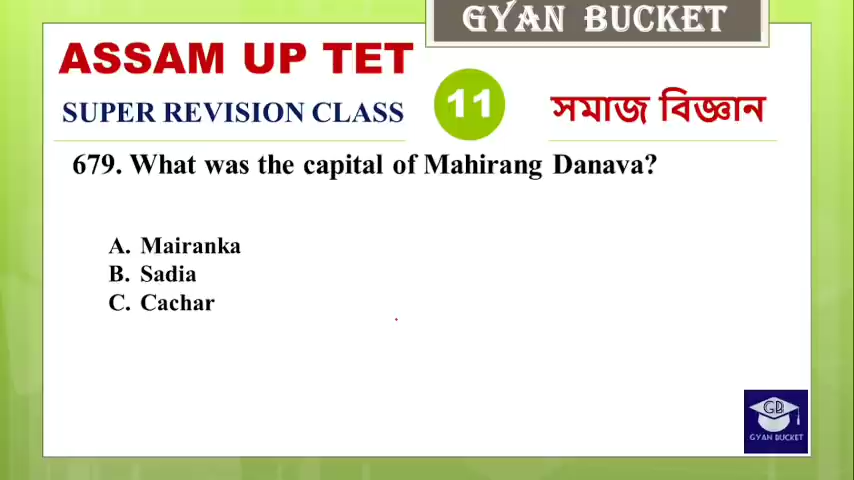 GYAN BUCKET
ASSAM UP TET
SUPER REVISION CLASS
11
সমাজ বিজ্ঞান
679. What was the capital of Mahirang Danava?
A. Mairanka
B. Sadia
C. Cachar
GB
GYAN BUCKET